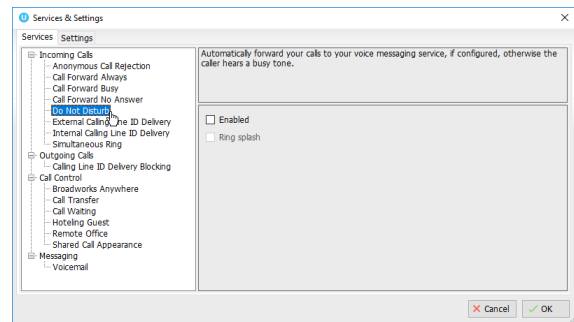 Services & Settings
Services Settings
Incoming Calls
Anonymous Call Rejection
Call Forward Always
Call Forward Busy
Call Forward No Answer
Do Not Disturb
External Calling ne ID Delivery
Internal Calling Line ID Delivery
Simultaneous Ring
Outgoing Calls
Calling Line ID Delivery Blocking
Call Control
Broadworks Anywhere
Call Transfer
Call Waiting
Hoteling Guest
Remote Office
Shared Call Appearance
Messaging
Voicemail
Automatically forward your calls to your voice messaging service, if configured, otherwise the
caller hears a busy tone.
Enabled
Ring splash
Cancel OK